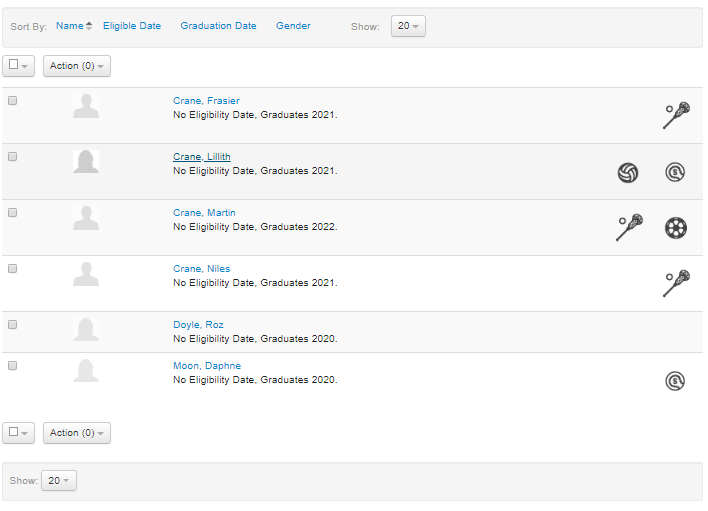 Sort By: Name Eligible Date Graduation Date Gender Show: 20
Action (0)
Crane, Frasier
No Eligibility Date, Graduates 2021.
Crane, Lillith
No Eligibility Date, Graduates 2021.
Crane, Martin
No Eligibility Date, Graduates 2022.
Crane, Niles
No Eligibility Date, Graduates 2021.
Doyle, Roz
No Eligibility Date, Graduates 2020.
Moon, Daphne
No Eligibility Date, Graduates 2020.
Action (0)
Show: 20